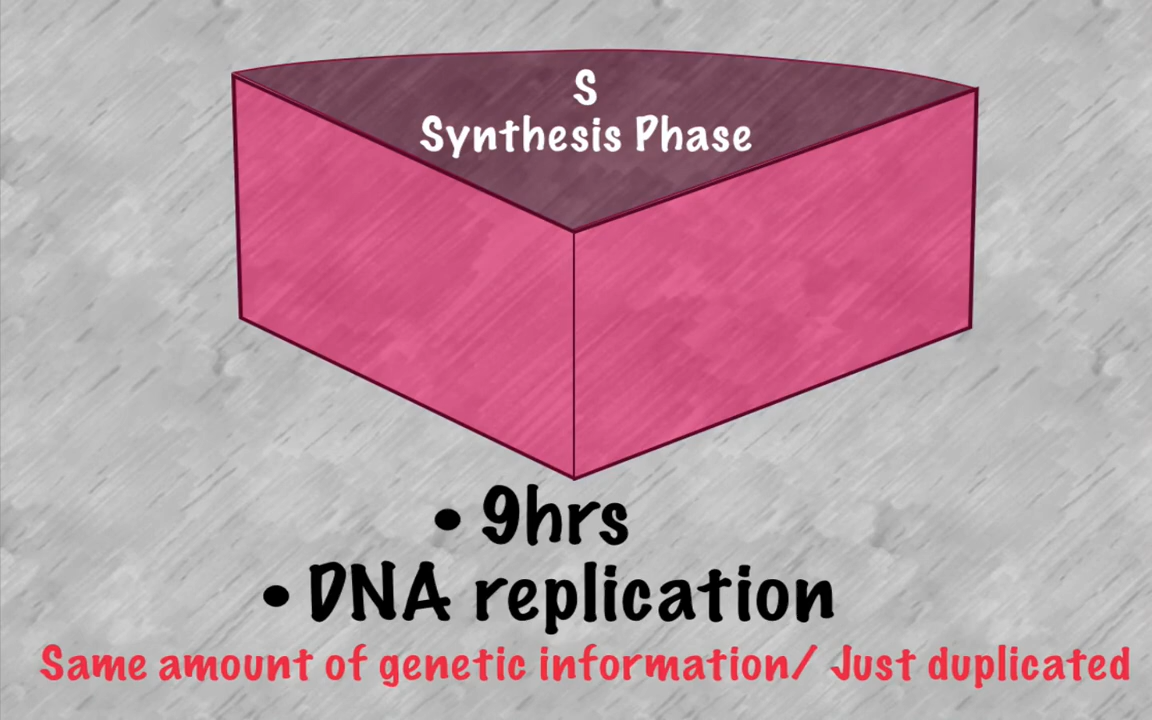 S
Synthesis Phase
• 9hrs
• DNA replication
Same amount of genetic information/ Just duplicated